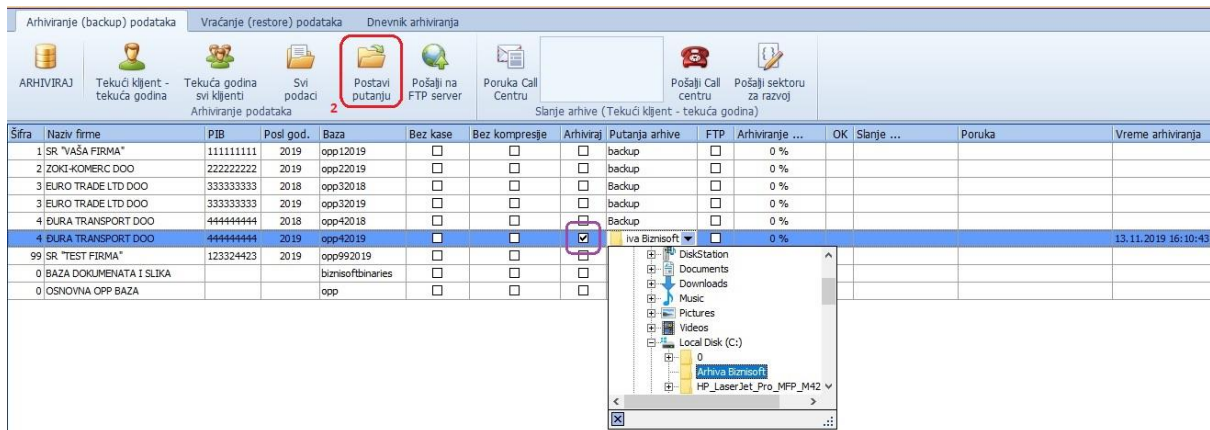 Arhiviranje (backup) podataka Vraćanje (restore) podataka Dnevnik arhiviranja
ARHIVIRAJ
Tekući klijent -
tekuća godina
Tekuća godina
svi klijenti
Svi
podaci
2
Postavi
putanju
Pošalji na
FTP server
Poruka Call
Centru
Pošalji Call
centru
Pošalji sektoru
za razvoj
Arhiviranje podataka
Slanje arhive (Tekući klijent - tekuća godina)
Šifra Naziv firme PIB Posl god. Baza Bez kase Bez kompresije Arhiviraj Putanja arhive FTP Arhiviranje ... OK Slanje ... Poruka Vreme arhiviranja
1 SR "VAŠA FIRMA" 111111111 2019 opp12019 backup 0 %
2 ZOKI-KOMERC DOO 222222222 2019 opp22019 backup 0 %
3 EURO TRADE LTD DOO 333333333 2018 opp32018 Backup 0 %
3 EURO TRADE LTD DOO 333333333 2019 opp32019 backup 0 %
4 ĐURA TRANSPORT DOO 444444444 2018 opp42018 Backup 0 %
4 ĐURA TRANSPORT DOO 444444444 2019 opp42019 iva Biznisoft 0 % 13.11.2019 16:10:43
99 SR "TEST FIRMA" 123324423 2019 opp992019
0 BAZA DOKUMENATA I SLIKA biznisoftbinaries
0 OSNOVNA OPP BAZA opp
DiskStation
Documents
Downloads
Music
Pictures
Videos
Local Disk (C:)
0
Arhiva Biznisoft
HP_LaserJet_Pro_MFP_M42